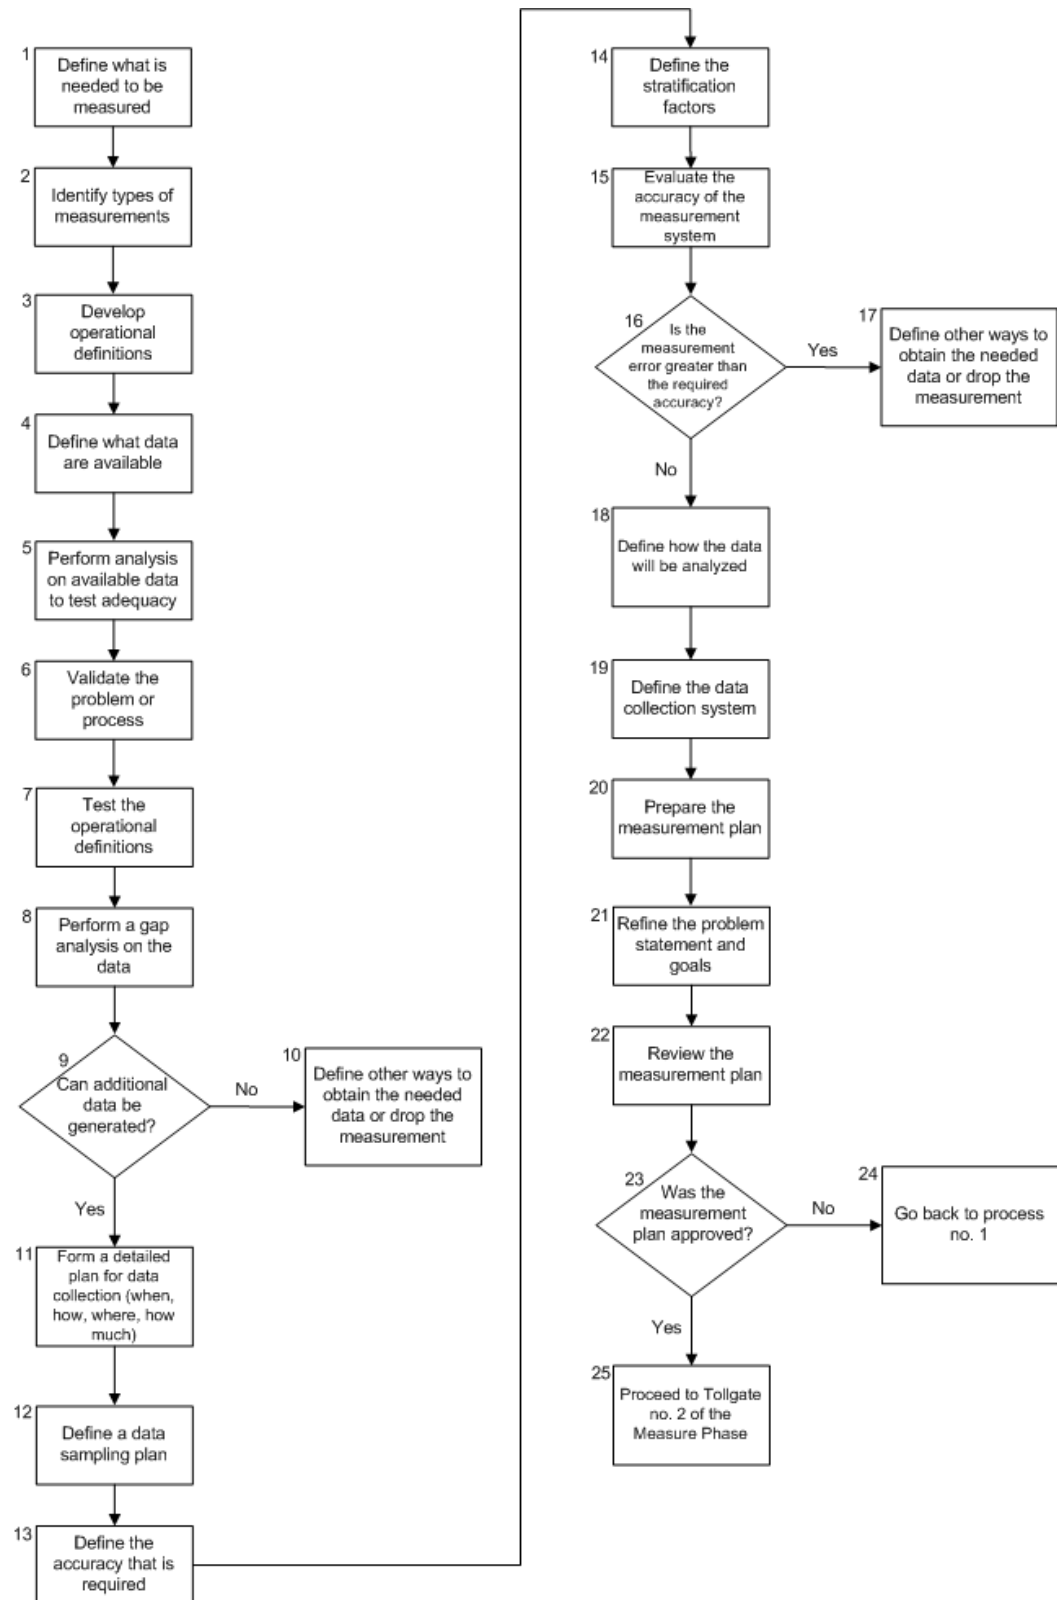 1
Define what is
needed to be
measured
2
Identify types of
measurements
3
Develop
operational
definitions
4
Define what data
are available
5
Perform analysis
on available data
to test adequacy
6
Validate the
problem or
process
7
Test the
operational
definitions
8
Perform a gap
analysis on the
data
9
Can additional
data be
generated?
No
10
Define other ways to
obtain the needed
data or drop the
measurement
Yes
11
Form a detailed
plan for data
collection (when,
how, where, how
much)
12
Define a data
sampling plan
13
Define the
accuracy that is
required
14
Define the
stratification
factors
15
Evaluate the
accuracy of the
measurement
system
16
Is the
measurement
error greater than
the required
accuracy?
Yes
17
Define other ways to
obtain the needed
data or drop the
measurement
No
18
Define how the data
will be analyzed
19
Define the data
collection system
20
Prepare the
measurement plan
21
Refine the problem
statement and
goals
22
Review the
measurement plan
23
Was the
measurement
plan approved?
No
24
Go back to process
no. 1
Yes
25
Proceed to Tollgate
no. 2 of the
Measure Phase